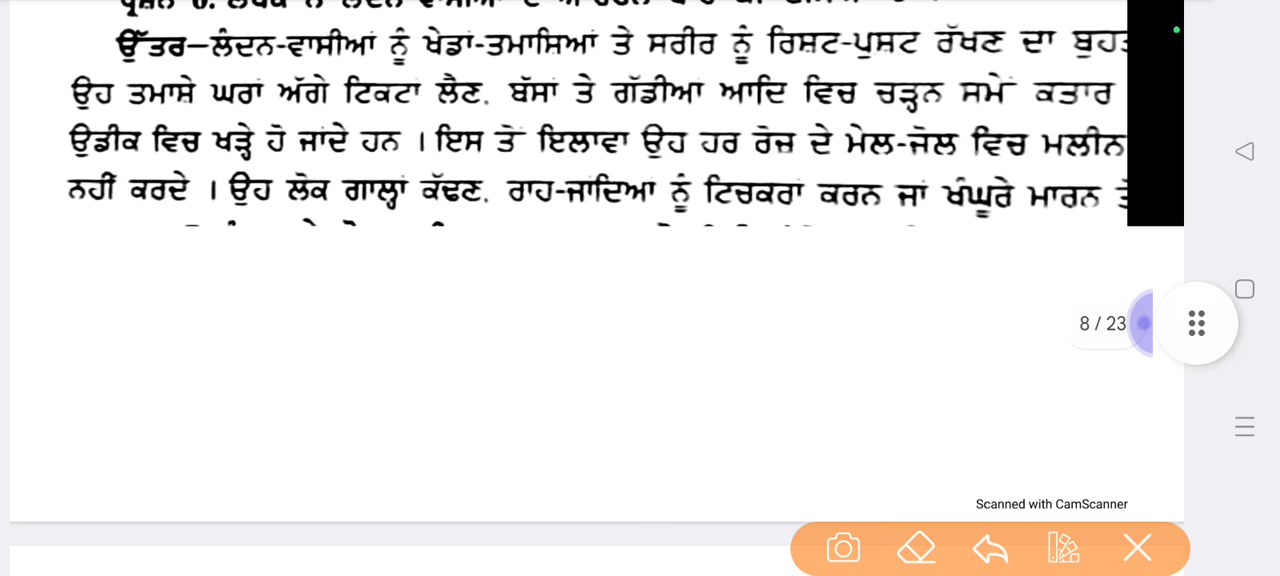 ਉੱਤਰ—ਲੰਦਨ-ਵਾਸੀਆਂ ਨੂੰ ਖੇਡਾਂ-ਤਮਾਸ਼ਿਆਂ ਤੇ ਸਰੀਰ ਨੂੰ ਰਿਸ਼ਟ-ਪੁਸ਼ਟ ਰੱਖਣ ਦਾ
ਉਹ ਤਮਾਸ਼ੇ ਘਰਾਂ ਅੱਗੇ ਟਿਕਟਾਂ ਲੈਣ, ਬੱਸਾਂ ਤੇ ਗੱਡੀਆਂ ਆਦਿ ਵਿਚ ਚੜ੍ਹਨ ਸਮੇਂ ਕਤਾਰ
ਉਡੀਕ ਵਿਚ ਖੜ੍ਹੇ ਹੋ ਜਾਂਦੇ ਹਨ । ਇਸ ਤੋਂ ਇਲਾਵਾ ਉਹ ਹਰ ਰੋਜ਼ ਦੇ ਮੇਲ-ਜੋਲ ਵਿਚ ਮਲੀਨ
ਨਹੀਂ ਕਰਦੇ । ਉਹ ਲੋਕ ਗਾਲ੍ਹਾਂ ਕੱਢਣ, ਰਾਹ-ਜਾਂਦਿਆਂ ਨੂੰ ਟਿਚਕਰਾਂ ਕਰਨ ਜਾਂ ਖੰਘੂਰੇ ਮਾਰਨ
8 / 23
Scanned with CamScanner